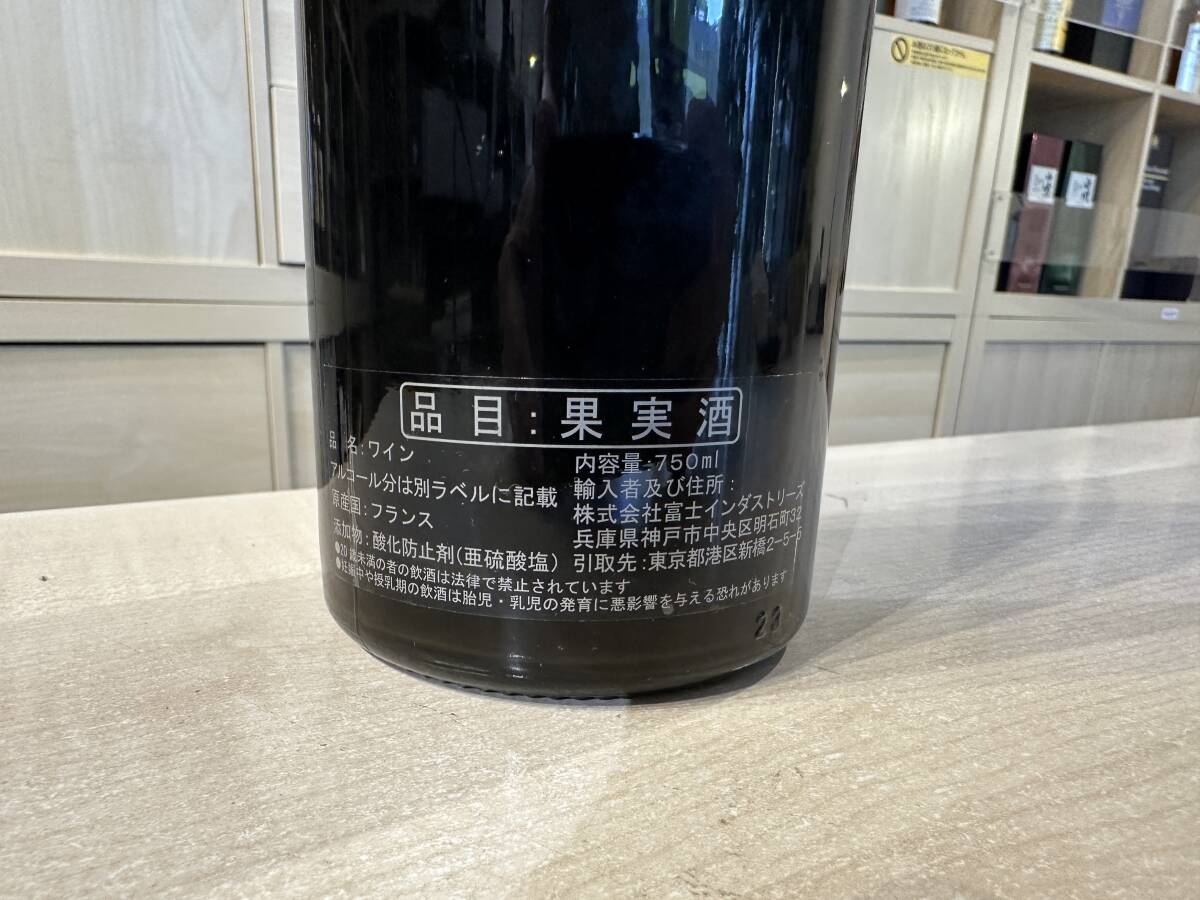 品目:果実酒
品 名:ワイン
アルコール分は別ラベルに記載
原産国:フランス
添加物:酸化防止剤(亜硫酸塩)
内容量:750ml
輸入者及び住所:
株式会社富士インダストリーズ
兵庫県神戸市中央区明石町32
引取先:東京都港区新橋2-5-5
●20歳未満の者の飲酒は法律で禁止されています
●妊娠中や授乳期の飲酒は胎児・乳児の発育に悪影響を与える恐れがあります